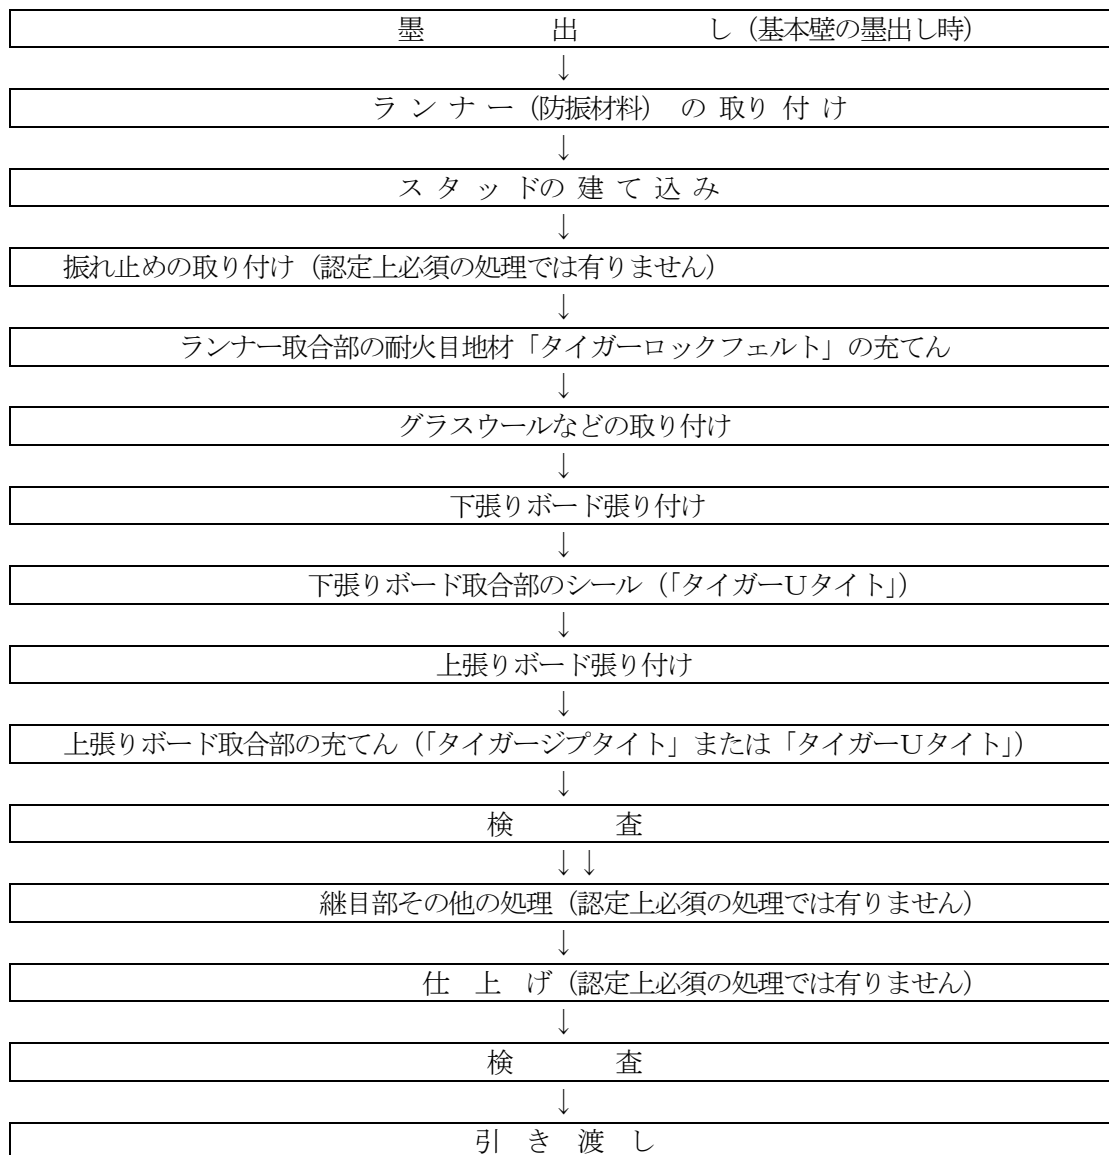 墨 出 し（基本壁の墨出し時）
↓
ランナー（防振材料） の取り付け
↓
スタッドの建て込み
↓
振れ止めの取り付け（認定上必須の処理では有りません）
↓
ランナー取合部の耐火目地材「タイガーロックフェルト」の充てん
↓
グラスウールなどの取り付け
↓
下張りボード張り付け
↓
下張りボード取合部のシール（「タイガーUタイト」）
↓
上張りボード張り付け
↓
上張りボード取合部の充てん（「タイガージプタイト」または「タイガーUタイト」）
↓
検 査
↓↓
継目部その他の処理（認定上必須の処理では有りません）
↓
仕 上 げ（認定上必須の処理では有りません）
↓
検 査
↓
引 き 渡 し